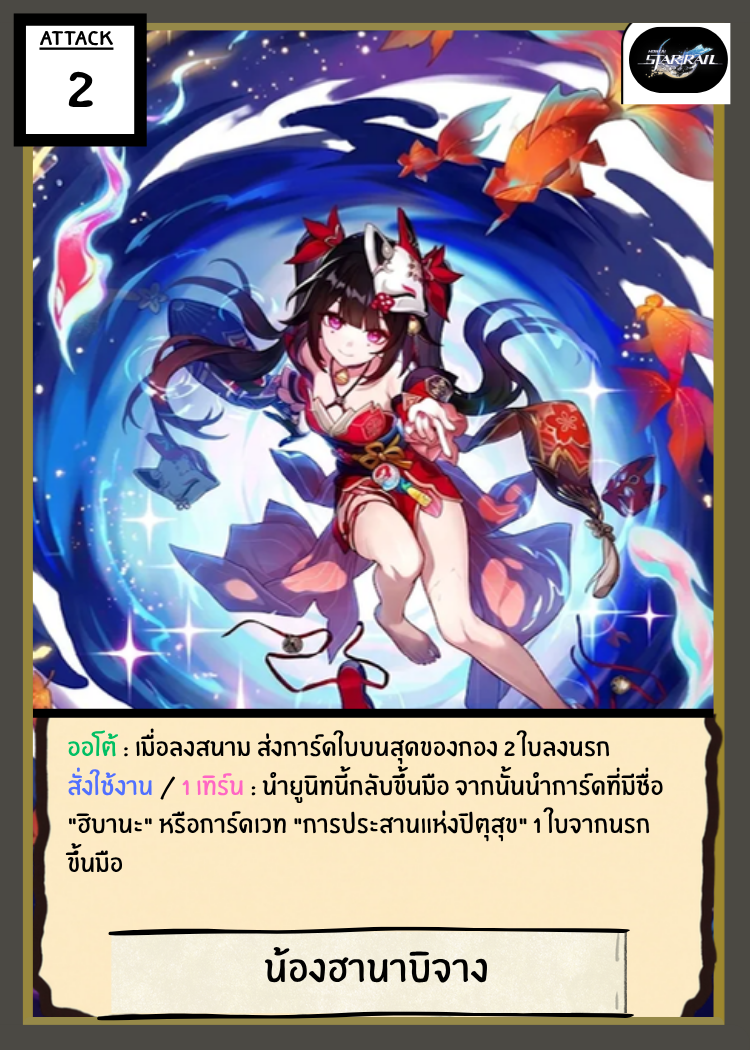 ATTACK
2
HONKAI
STAR RAIL
ออโต้ : เมื่อลงสนาม ส่งการ์ดใบบนสุดของกอง 2 ใบลงนรก
สั่งใช้งาน / 1 เทิร์น : นำยูนิทนี้กลับขึ้นมือ จากนั้นนำการ์ดที่มีชื่อ
"ฮิบานะ" หรือการ์ดเวท "การประสานแห่งปิตุสุข" 1 ใบจากนรก
ขึ้นมือ
น้องฮานาบิจาง